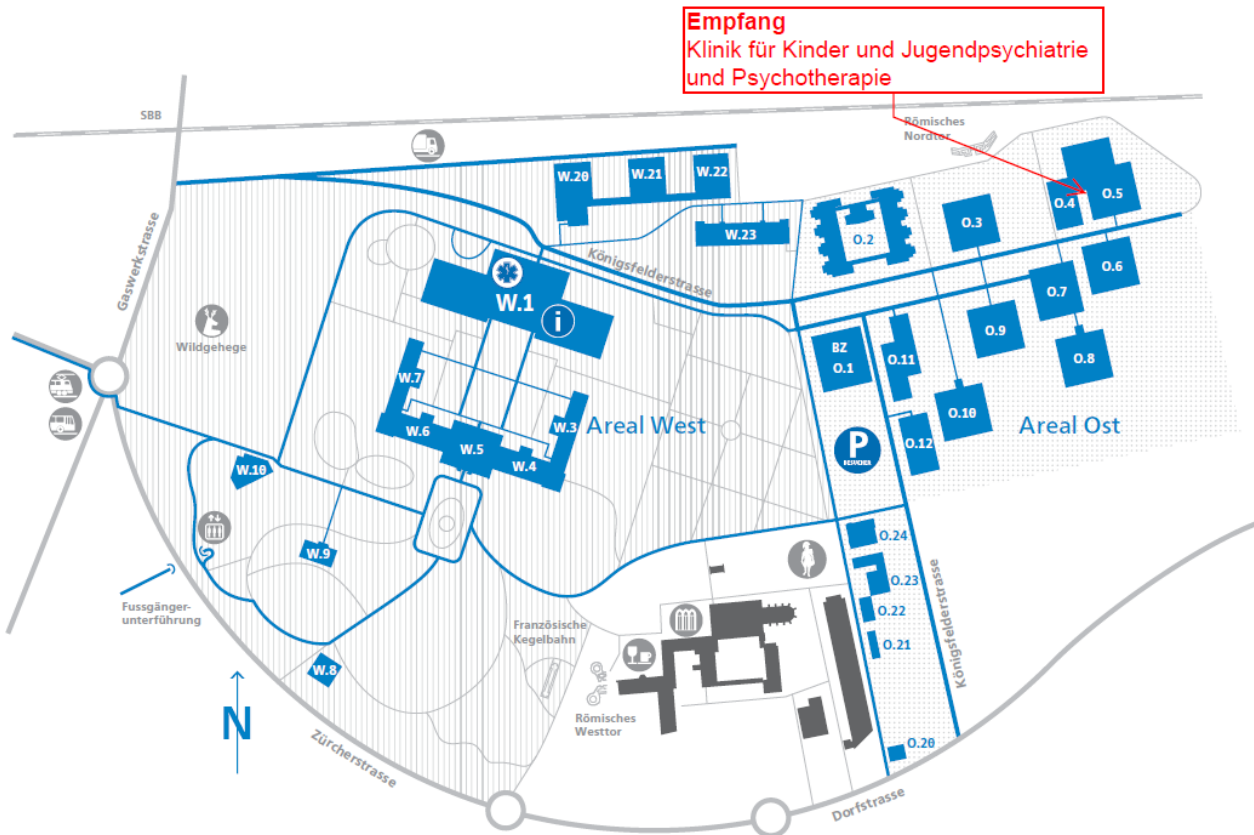 Empfang
Klinik für Kinder und Jugendpsychiatrie
und Psychotherapie
SBB
Römisches
Nordtor
W.20
W.21
W.22
O.5
O.4
O.3
O.2
W.23
Königsfelderstrasse
Gaswerkstrasse
O.6
W.1
i
O.7
Wildgehege
O.9
BZ
O.1
O.11
O.8
W.7
O.10
W.3
Areal West
Areal Ost
W.6
W.5
W.4
P
BESUCHER
O.12
W.10
O.24
W.9
O.23
Königsfelderstrasse
Fussgänger-
unterführung
O.22
Französische
Kegelbahn
O.21
W.8
N
Römisches
Westtor
Zürcherstrasse
O.20
Dorfstrasse